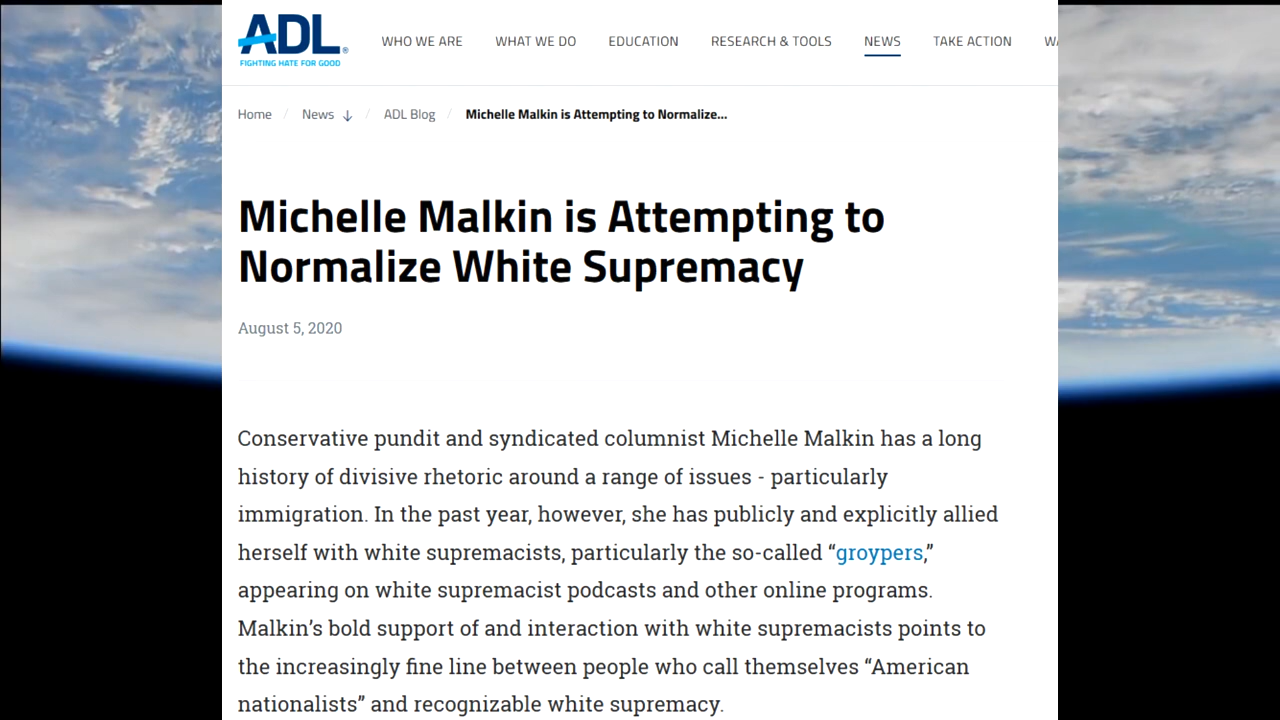 ADL®
FIGHTING HATE FOR GOOD
WHO WE ARE WHAT WE DO EDUCATION RESEARCH & TOOLS NEWS TAKE ACTION
Home / News ↓ / ADL Blog / Michelle Malkin is Attempting to Normalize...
Michelle Malkin is Attempting to
Normalize White Supremacy
August 5, 2020
Conservative pundit and syndicated columnist Michelle Malkin has a long
history of divisive rhetoric around a range of issues - particularly
immigration. In the past year, however, she has publicly and explicitly allied
herself with white supremacists, particularly the so-called “groypers,”
appearing on white supremacist podcasts and other online programs.
Malkin’s bold support of and interaction with white supremacists points to
the increasingly fine line between people who call themselves “American
nationalists” and recognizable white supremacy.